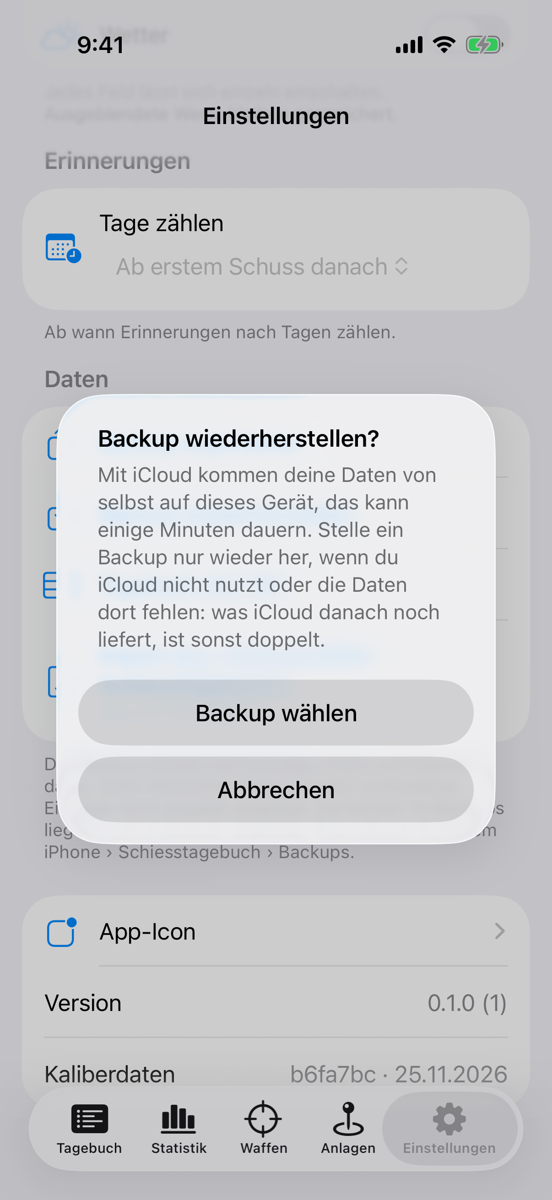 9:41
Wetter
Einstellungen
Erinnerungen
Tage zählen
Ab erstem Schuss danach
Ab wann Erinnerungen nach Tagen zählen.
Daten
Backup wiederherstellen?
Mit iCloud kommen deine Daten von
selbst auf dieses Gerät, das kann
einige Minuten dauern. Stelle ein
Backup nur wieder her, wenn du
iCloud nicht nutzt oder die Daten
dort fehlen: was iCloud danach noch
liefert, ist sonst doppelt.
Backup wählen
Abbrechen
iPhone › Schiesstagebuch › Backups.
App-Icon
Version
0.1.0 (1)
Kaliberdaten
b6fa7bc · 25.11.2026
Tagebuch
Statistik
Waffen
Anlagen
Einstellungen